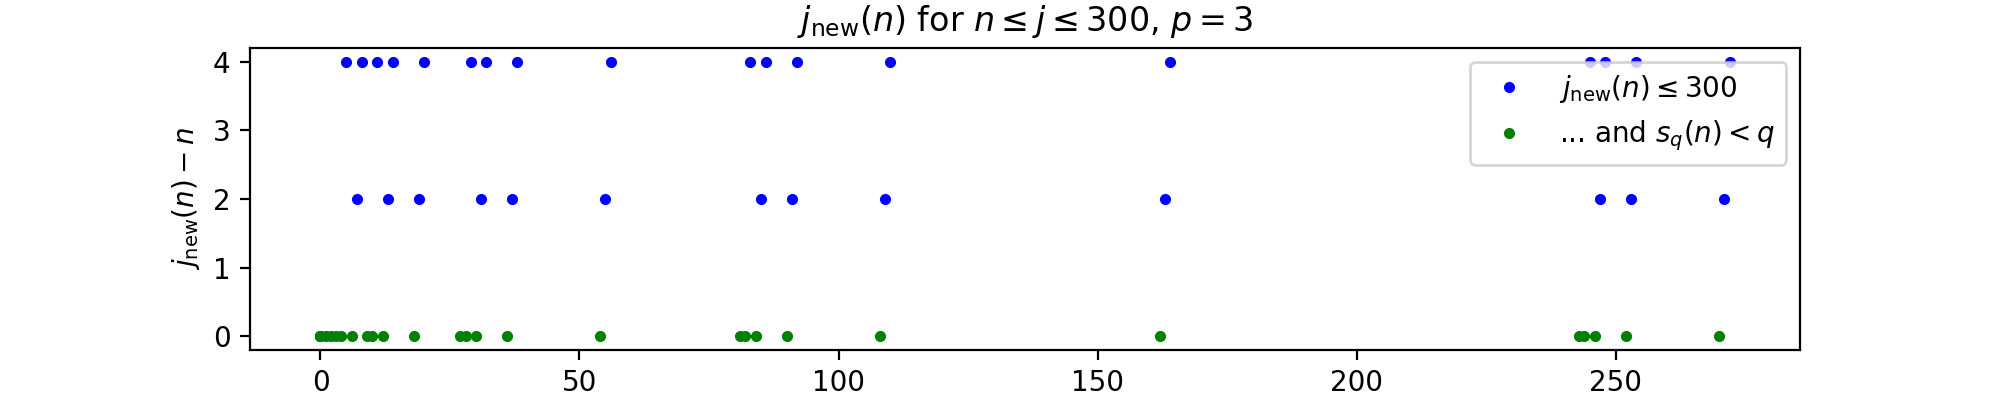 j_new(n) for n ≤ j ≤ 300, p = 3
j_new(n) − n
4
3
2
1
0
j_new(n) ≤ 300
... and s_q(n) < q
0 50 100 150 200 250